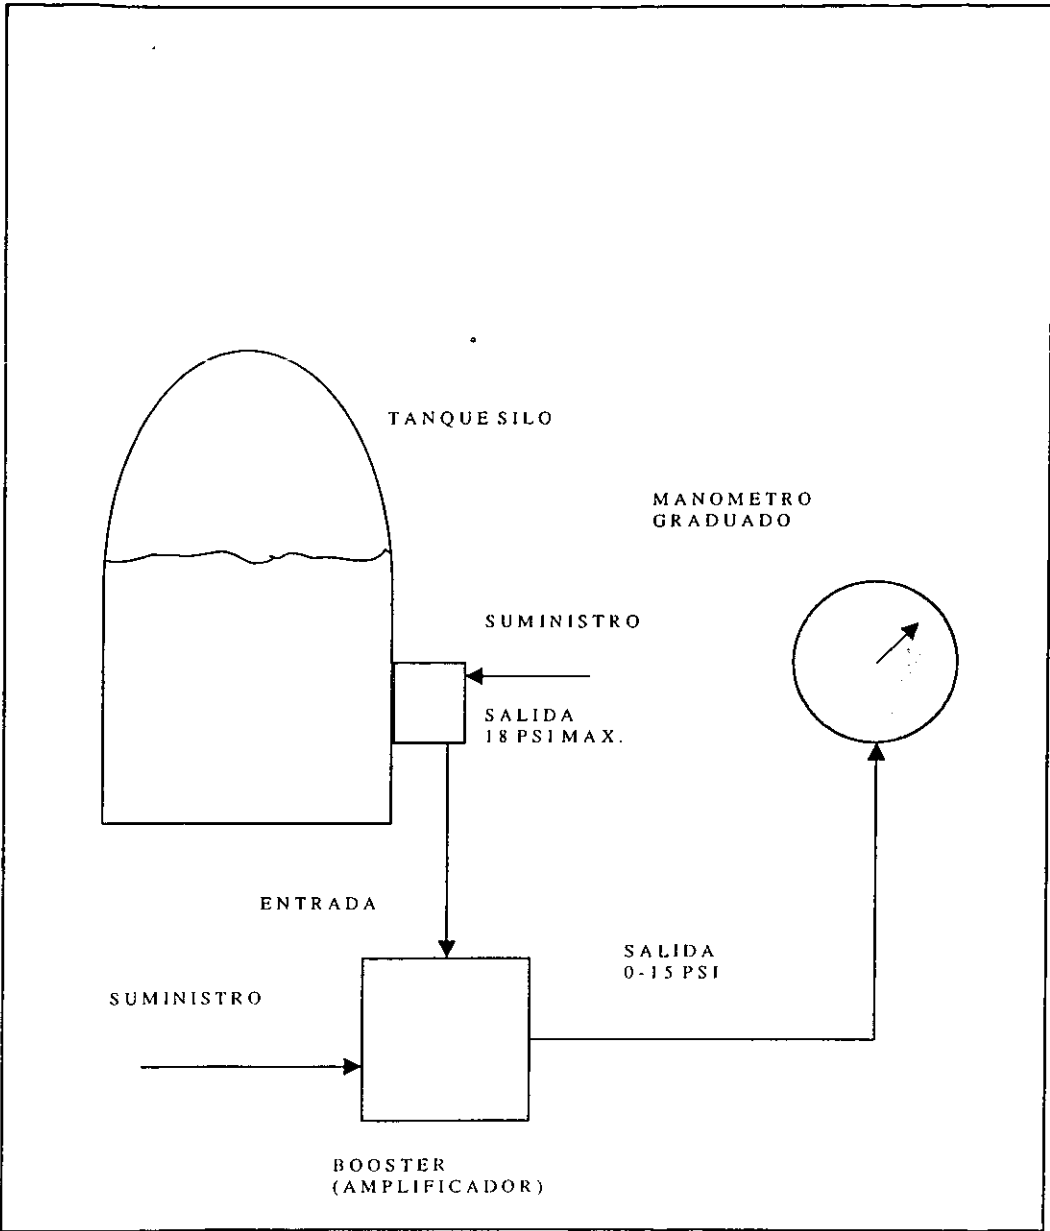 TANQUE SILO
MANOMETRO
GRADUADO
SUMINISTRO
SALIDA
18 PSI MAX.
ENTRADA
SALIDA
0-15 PSI
SUMINISTRO
BOOSTER
(AMPLIFICADOR)